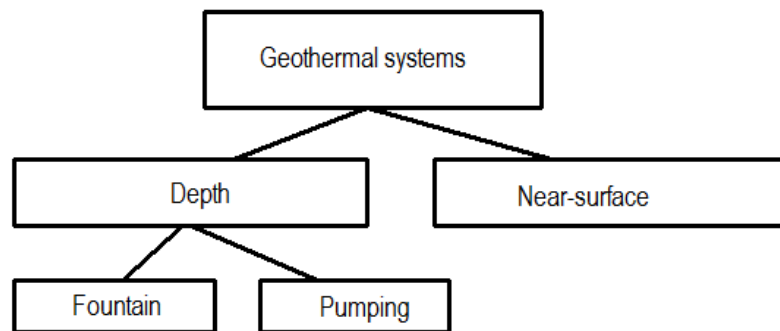 Geothermal systems
Depth
Near-surface
Fountain
Pumping